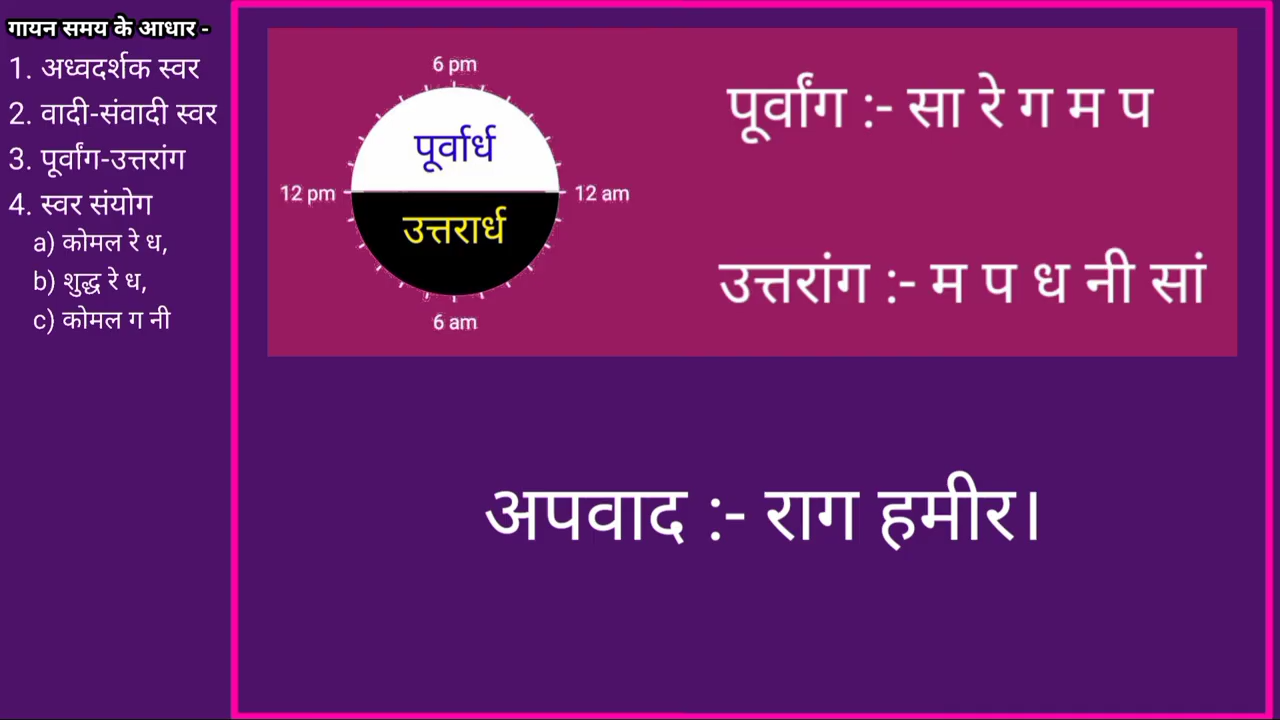 गायन समय के आधार -
1. अध्वदर्शक स्वर
2. वादी-संवादी स्वर
3. पूर्वांग-उत्तरांग
4. स्वर संयोग
a) कोमल रे ध,
b) शुद्ध रे ध,
c) कोमल ग नी
6 pm
पूर्वार्ध
12 pm
12 am
उत्तरार्ध
6 am
पूर्वांग :- सा रे ग म प
उत्तरांग :- म प ध नी सां
अपवाद :- राग हमीर।